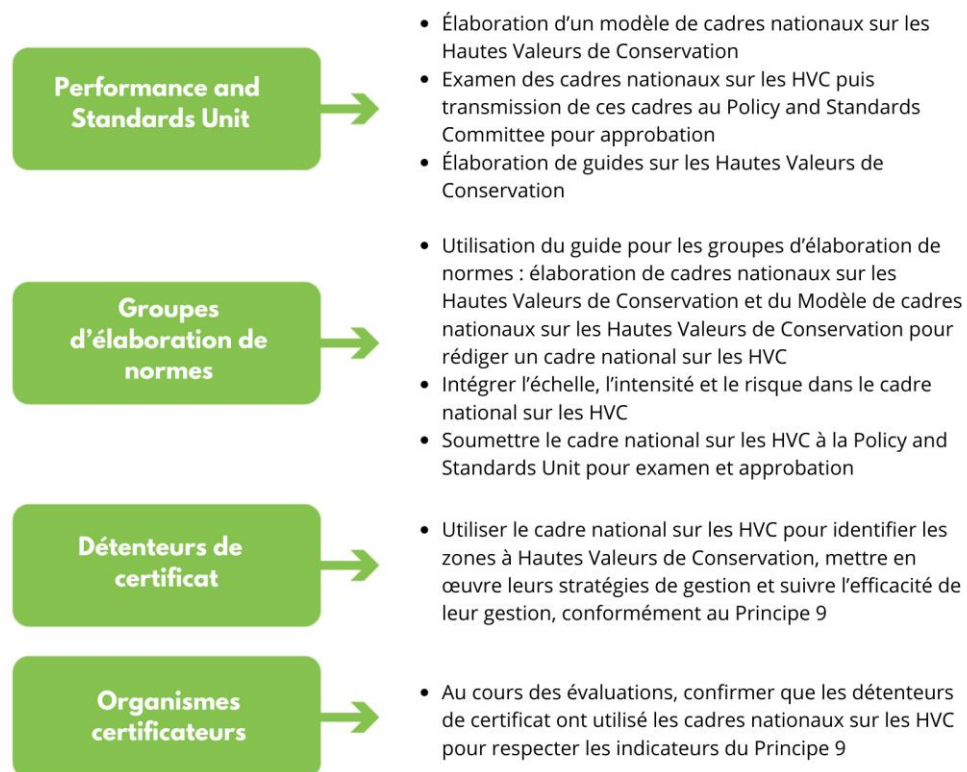 Performance and
Standards Unit
• Élaboration d’un modèle de cadres nationaux sur les
Hautes Valeurs de Conservation
• Examen des cadres nationaux sur les HVC puis
transmission de ces cadres au Policy and Standards
Committee pour approbation
• Élaboration de guides sur les Hautes Valeurs de
Conservation
Groupes
d’élaboration de
normes
• Utilisation du guide pour les groupes d’élaboration de
normes : élaboration de cadres nationaux sur les
Hautes Valeurs de Conservation et du Modèle de cadres
nationaux sur les Hautes Valeurs de Conservation pour
rédiger un cadre national sur les HVC
• Intégrer l’échelle, l’intensité et le risque dans le cadre
national sur les HVC
• Soumettre le cadre national sur les HVC à la Policy and
Standards Unit pour examen et approbation
Détenteurs de
certificat
• Utiliser le cadre national sur les HVC pour identifier les
zones à Hautes Valeurs de Conservation, mettre en
œuvre leurs stratégies de gestion et suivre l’efficacité de
leur gestion, conformément au Principe 9
Organismes
certificateurs
• Au cours des évaluations, confirmer que les détenteurs
de certificat ont utilisé les cadres nationaux sur les HVC
pour respecter les indicateurs du Principe 9